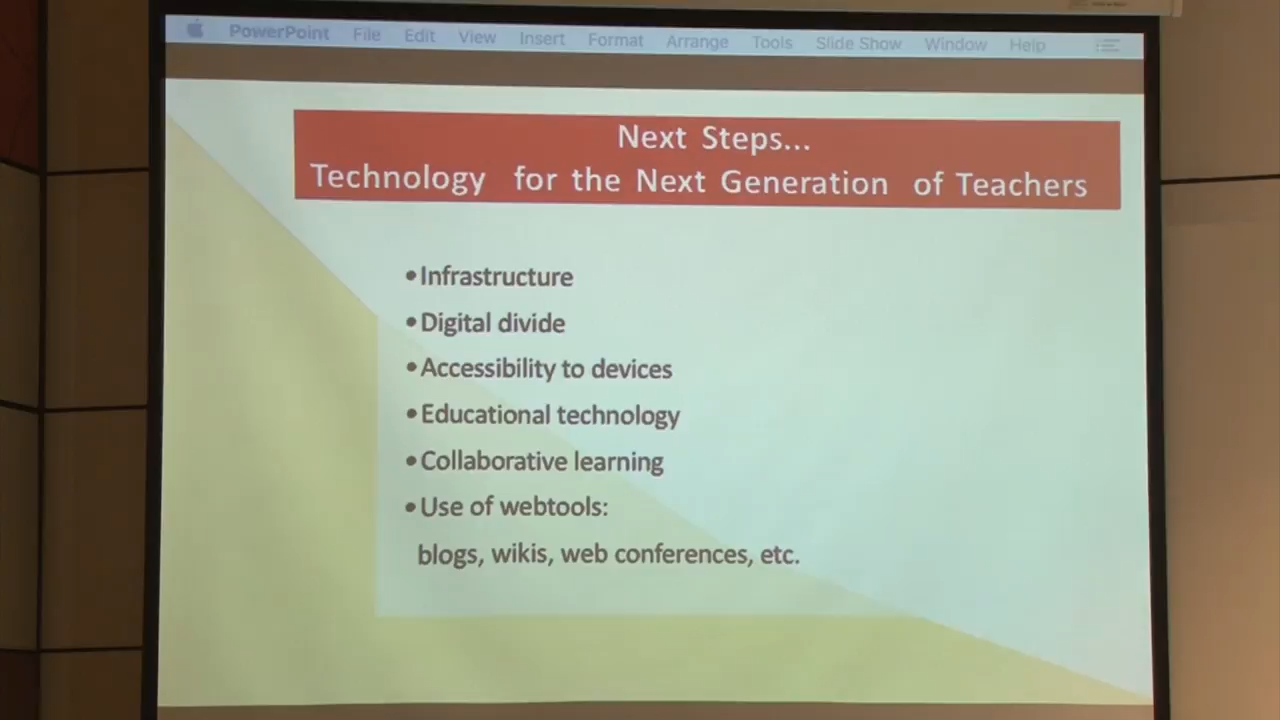 PowerPoint File Edit View Insert Format Arrange Tools Slide Show Window Help
Next Steps...
Technology for the Next Generation of Teachers
•Infrastructure
•Digital divide
•Accessibility to devices
•Educational technology
•Collaborative learning
•Use of webtools:
blogs, wikis, web conferences, etc.